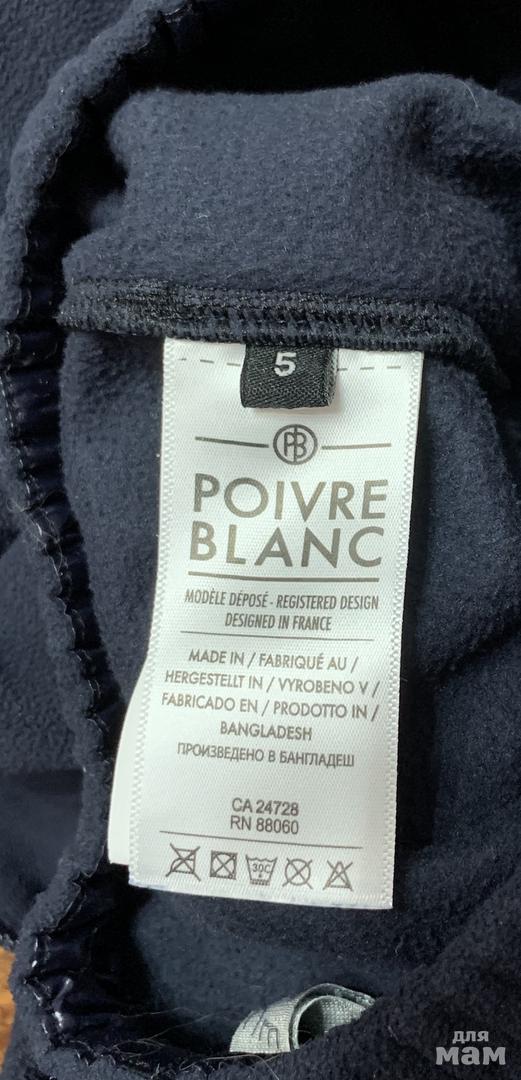 5
PB
POIVRE
BLANC
MODÈLE DÉPOSÉ - REGISTERED DESIGN
DESIGNED IN FRANCE
MADE IN / FABRIQUÉ AU /
HERGESTELLT IN / VYROBENO V /
FABRICADO EN / PRODOTTO IN /
BANGLADESH
ПРОИЗВЕДЕНО В БАНГЛАДЕШ
CA 24728
RN 88060
30C
для
мам